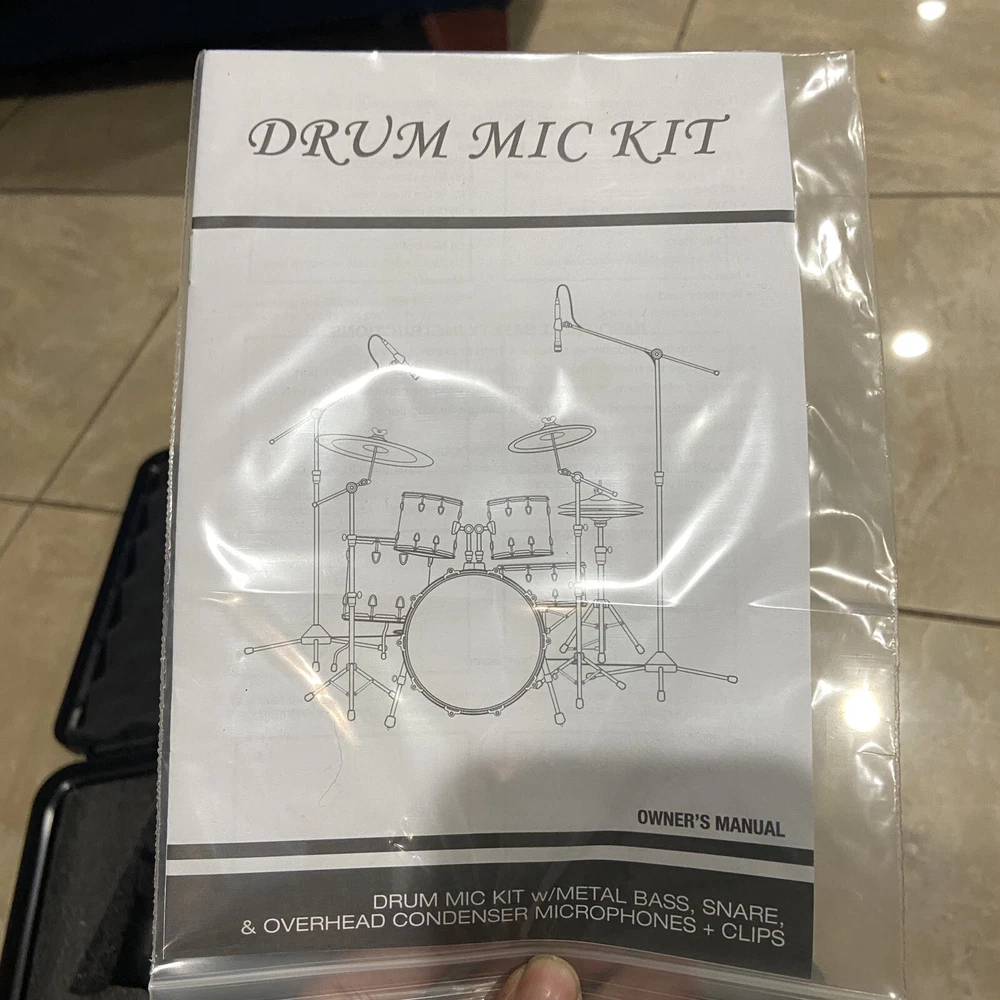 DRUM MIC KIT
OWNER'S MANUAL
DRUM MIC KIT w/METAL BASS, SNARE,
& OVERHEAD CONDENSER MICROPHONES + CLIPS